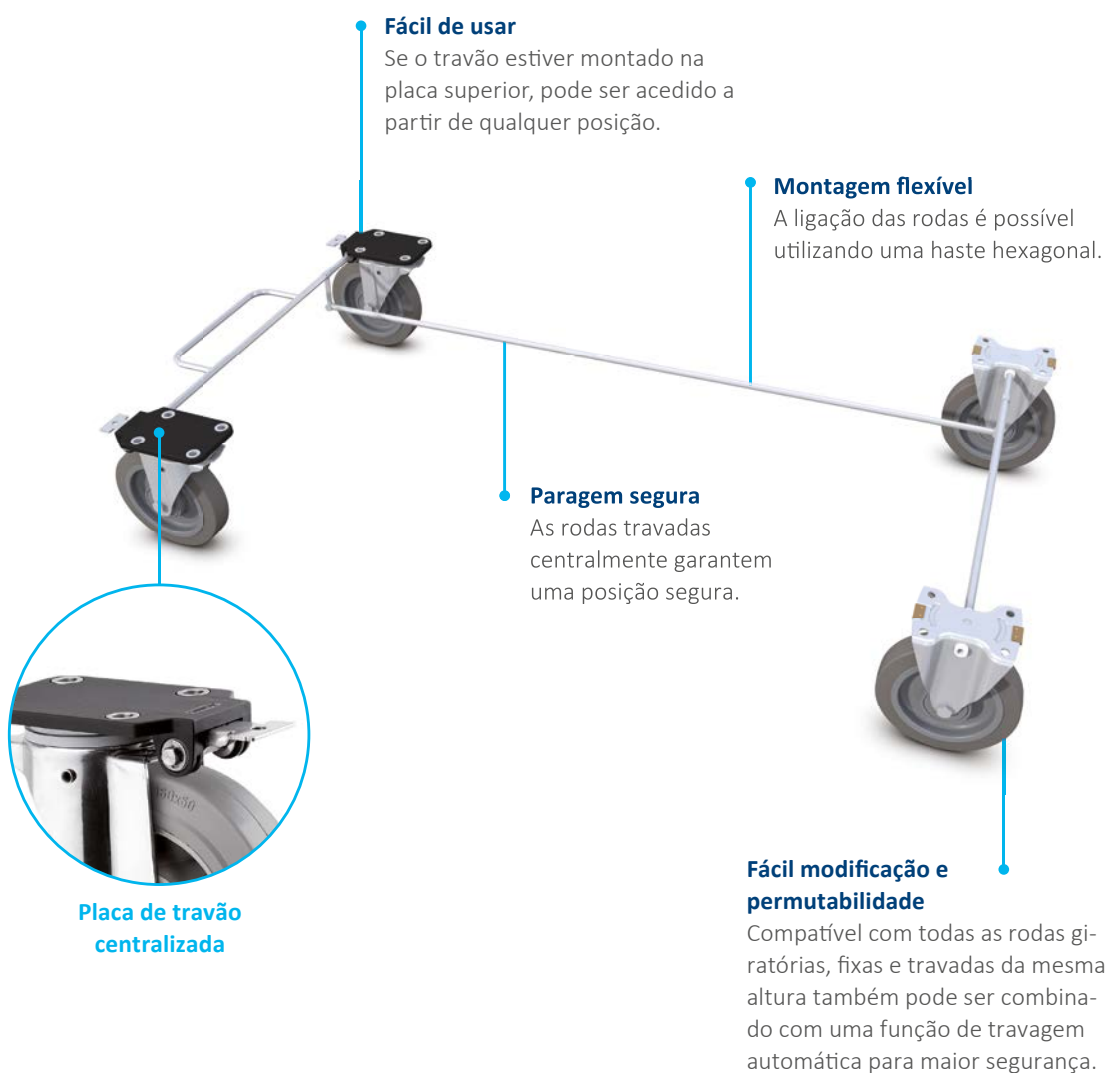 Fácil de usar
Se o travão estiver montado na
placa superior, pode ser acedido a
partir de qualquer posição.
Montagem flexível
A ligação das rodas é possível
utilizando uma haste hexagonal.
Paragem segura
As rodas travadas
centralmente garantem
uma posição segura.
150x50
Placa de travão
centralizada
Fácil modificação e
permutabilidade
Compatível com todas as rodas gi-
ratórias, fixas e travadas da mesma
altura também pode ser combina-
do com uma função de travagem
automática para maior segurança.